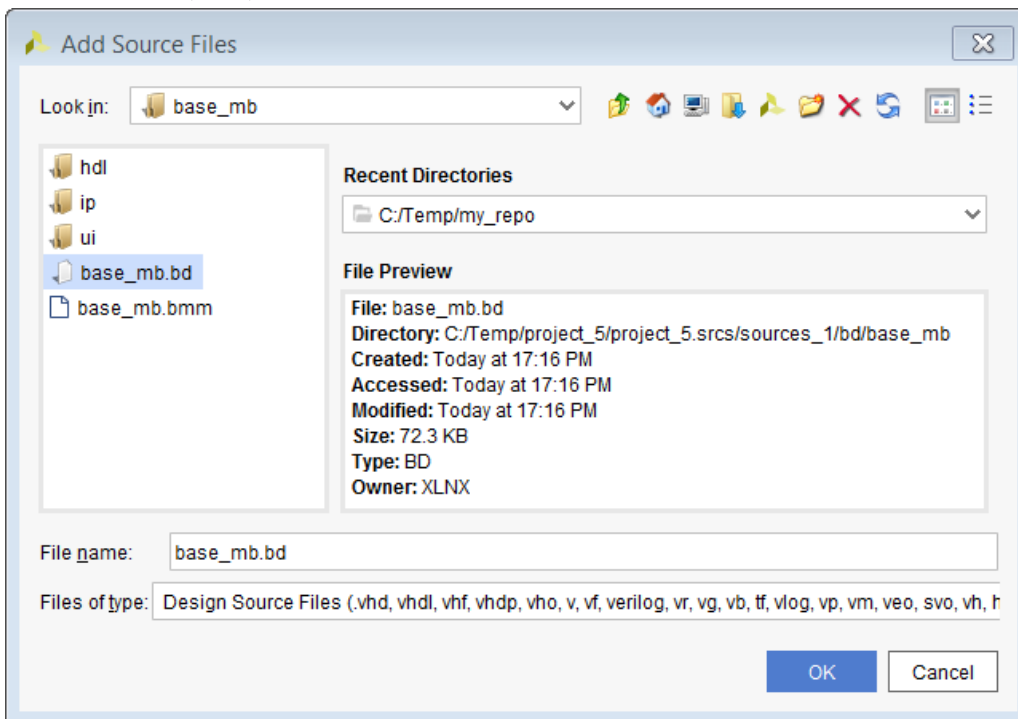 Add Source Files
Look in: base_mb
hdl
ip
ui
base_mb.bd
base_mb.bmm
Recent Directories
C:/Temp/my_repo
File Preview
File: base_mb.bd
Directory: C:/Temp/project_5/project_5.srcs/sources_1/bd/base_mb
Created: Today at 17:16 PM
Accessed: Today at 17:16 PM
Modified: Today at 17:16 PM
Size: 72.3 KB
Type: BD
Owner: XLNX
File name: base_mb.bd
Files of type: Design Source Files (.vhd, vhdl, vhf, vhdp, vho, v, vf, verilog, vr, vg, vb, tf, vlog, vp, vm, veo, svo, vh, h
OK Cancel